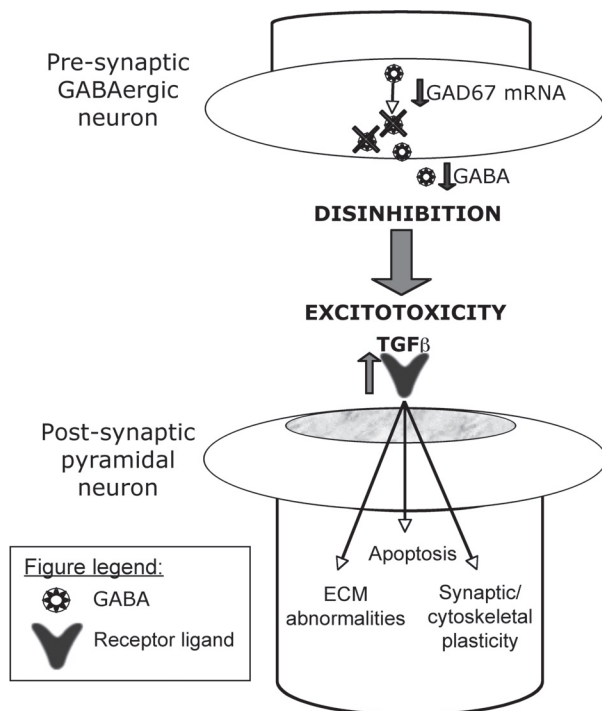 Pre-synaptic
GABAergic
neuron
GAD67 mRNA
GABA
DISINHIBITION
EXCITOTOXICITY
TGFβ
Post-synaptic
pyramidal
neuron
Apoptosis
ECM
abnormalities
Synaptic/
cytoskeletal
plasticity
Figure legend:
GABA
Receptor ligand